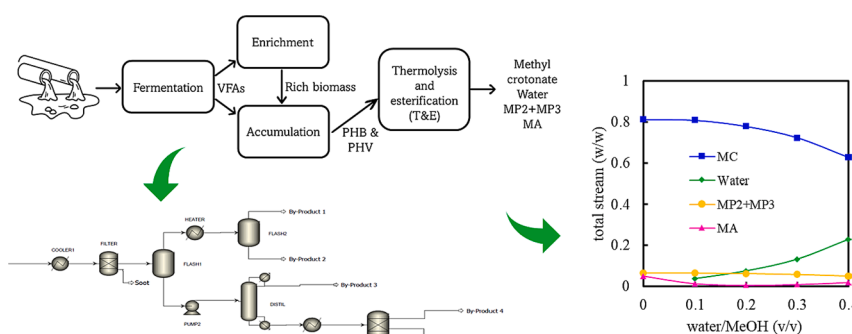 Enrichment
Fermentation
VFAs
Rich biomass
Accumulation
PHB &
PHV
Thermolysis
and
esterification
(T&E)
Methyl
crotonate
Water
MP2+MP3
MA
COOLER1
FILTER
Soot
FLASH1
HEATER
FLASH2
By-Product 1
By-Product 2
PUMP2
DISTIL
By-Product 3
By-Product 4
total stream (w/w)
1
0.8
0.6
0.4
0.2
0
MC
Water
MP2+MP3
MA
0
0.1
0.2
0.3
water/MeOH (v/v)